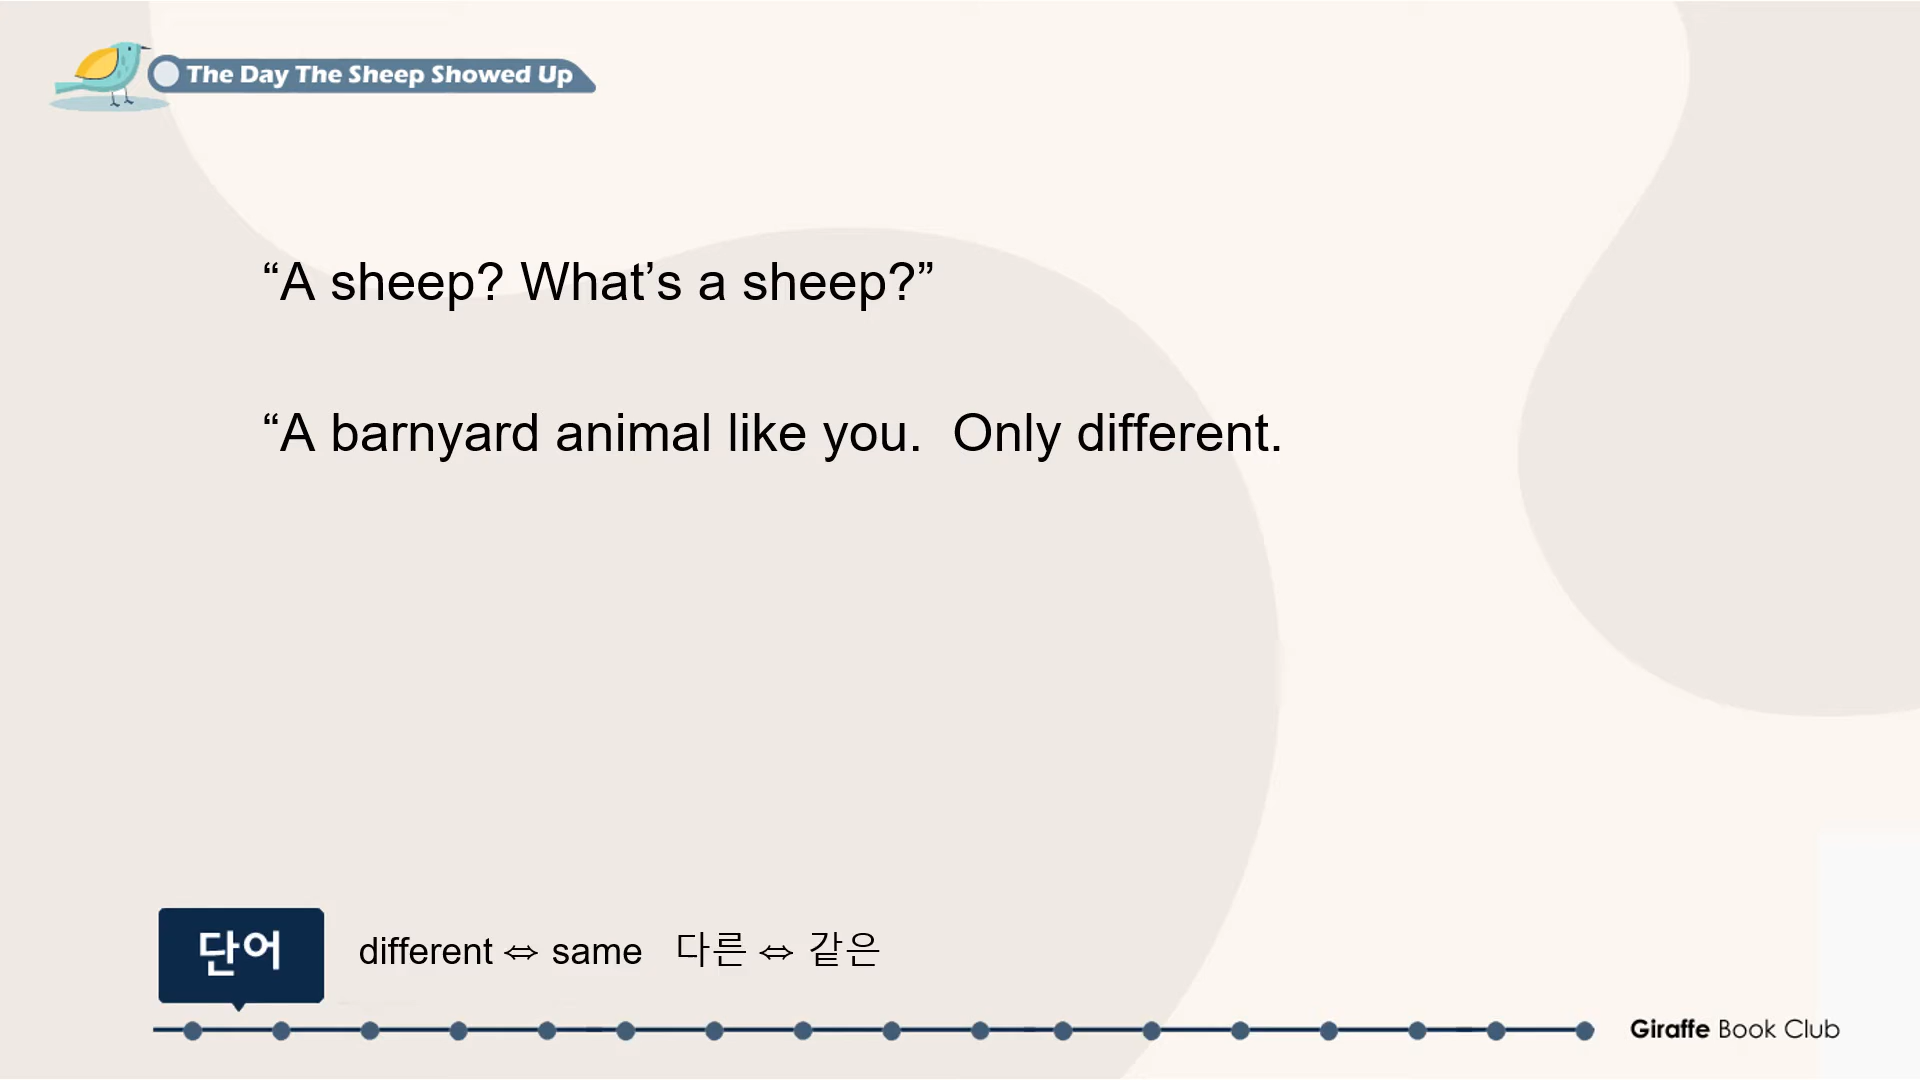 The Day The Sheep Showed Up
“A sheep? What’s a sheep?”
“A barnyard animal like you.  Only different.
단어
different ⇔ same   다른 ⇔ 같은
Giraffe Book Club